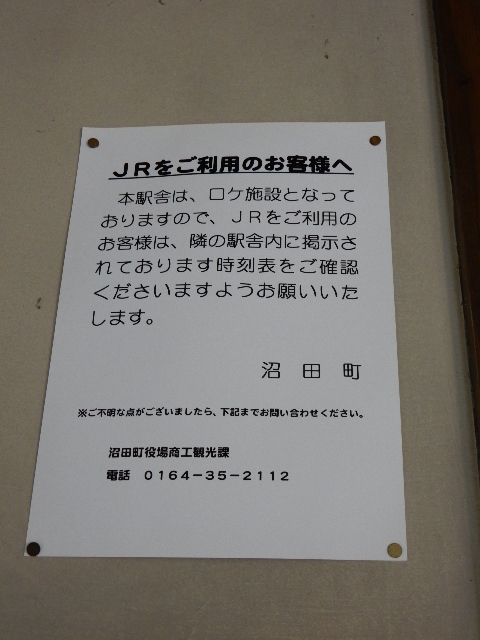 ＪＲをご利用のお客様へ
本駅舎は、ロケ施設となって
おりますので、ＪＲをご利用の
お客様は、隣の駅舎内に掲示さ
れております時刻表をご確認
くださいますようお願いいた
します。
沼田町
※ご不明な点がございましたら、下記までお問い合わせください。
沼田町役場商工観光課
電話　０１６４－３５－２１１２